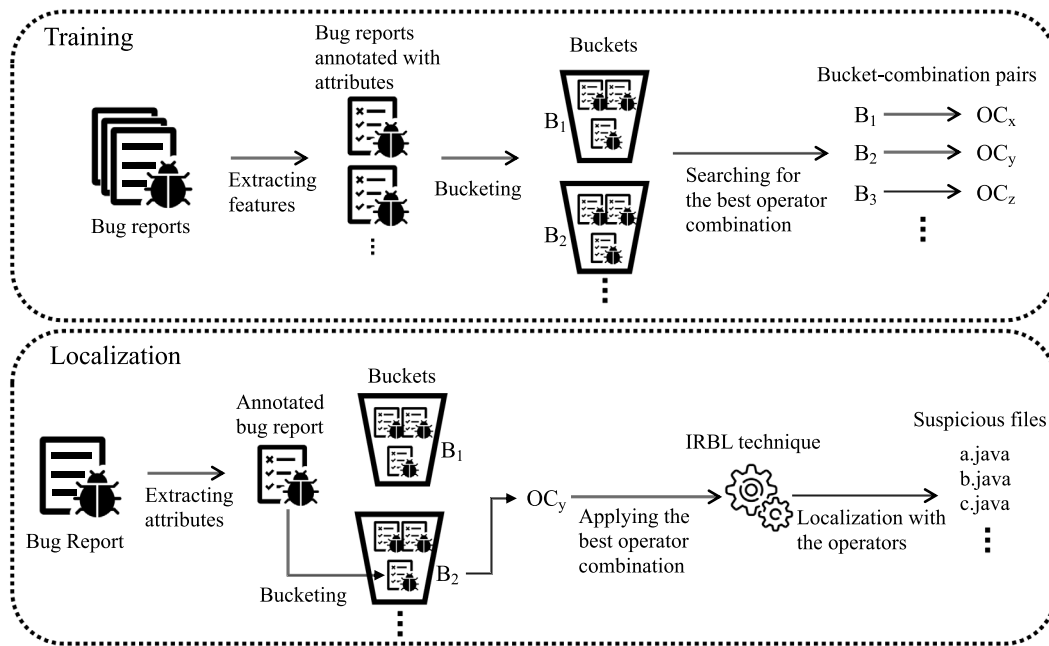 Training
Bug reports
Extracting
features
Bug reports
annotated with
attributes
Bucketing
Buckets
B1
B2
Searching for
the best operator
combination
Bucket-combination pairs
B1 OCx
B2 OCy
B3 OCz
Localization
Bug Report
Extracting
attributes
Annotated
bug report
Bucketing
Buckets
B1
B2
OCy
Applying the
best operator
combination
IRBL technique
Localization with
the operators
Suspicious files
a.java
b.java
c.java